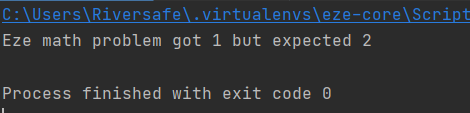 C:\Users\Riversafe\.virtualenvs\eze-core\Script
Eze math problem got 1 but expected 2
Process finished with exit code 0